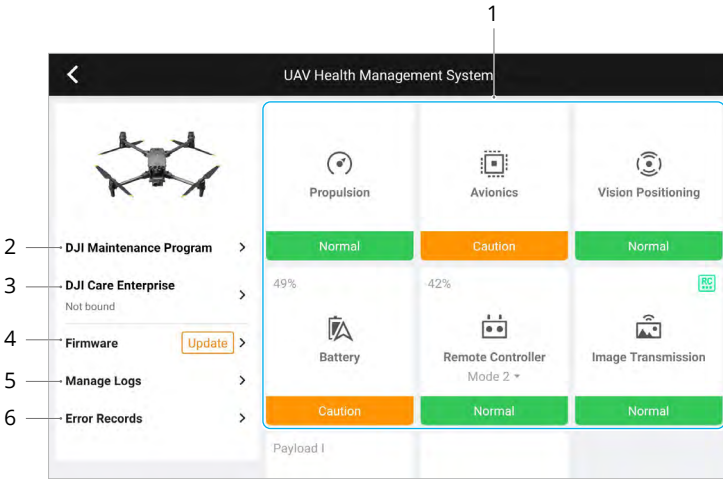 1
UAV Health Management System
Propulsion
Avionics
Vision Positioning
Normal
Caution
Normal
2
DJI Maintenance Program
3
DJI Care Enterprise
Not bound
4
Firmware
Update
5
Manage Logs
6
Error Records
49%
42%
RC
Battery
Remote Controller
Mode 2
Image Transmission
Caution
Normal
Normal
Payload I